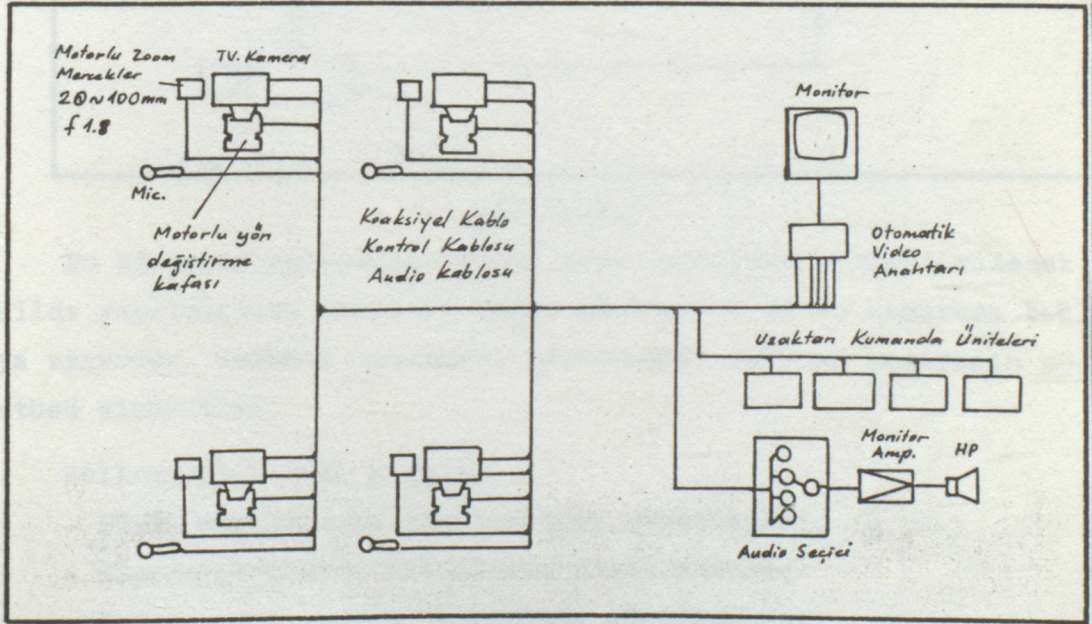 Motorlu Zoom
Mercekler
20~100mm
f 1.8
TV. Kamera
Mic.
Motorlu yön
değiştirme
kafası
Koaksiyel Kablo
Kontrol Kablosu
Audio Kablosu
Monitor
Otomatik
Video
Anahtarı
Uzaktan Kumanda Üniteleri
Monitor
Amp.
HP
Audio Seçici